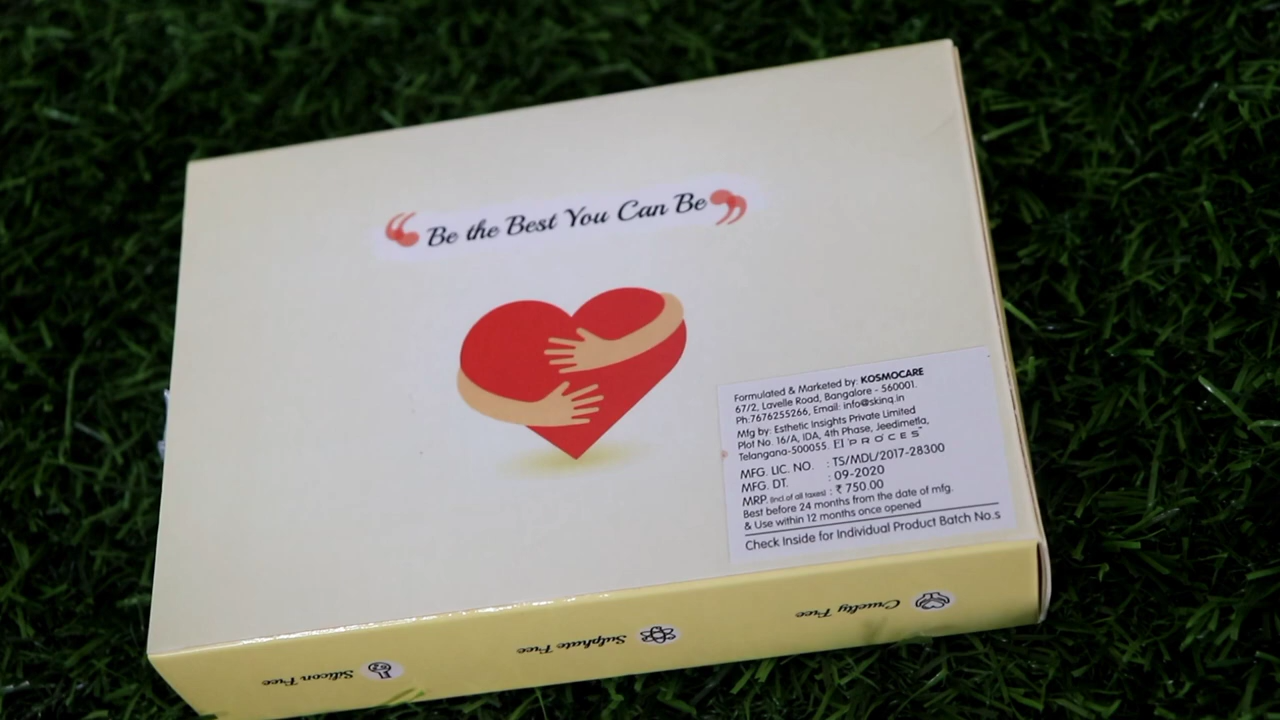 “Be the Best You Can Be”
Formulated & Marketed by: KOSMOCARE
67/2, Lavelle Road, Bangalore - 560001.
Ph:7676255266, Email: info@skinq.in
Mfg by: Esthetic Insights Private Limited
Plot No. 16/A, IDA, 4th Phase, Jeedimetla,
Telangana-500055.
MFG. LIC. NO. : TS/MDL/2017-28300
MFG. DT. : 09-2020
MRP. (Incl.of all taxes) : ₹ 750.00
Best before 24 months from the date of mfg.
& Use within 12 months once opened
Check Inside for Individual Product Batch No.s
Cruelty Free
Sulphate Free
Silicon Free